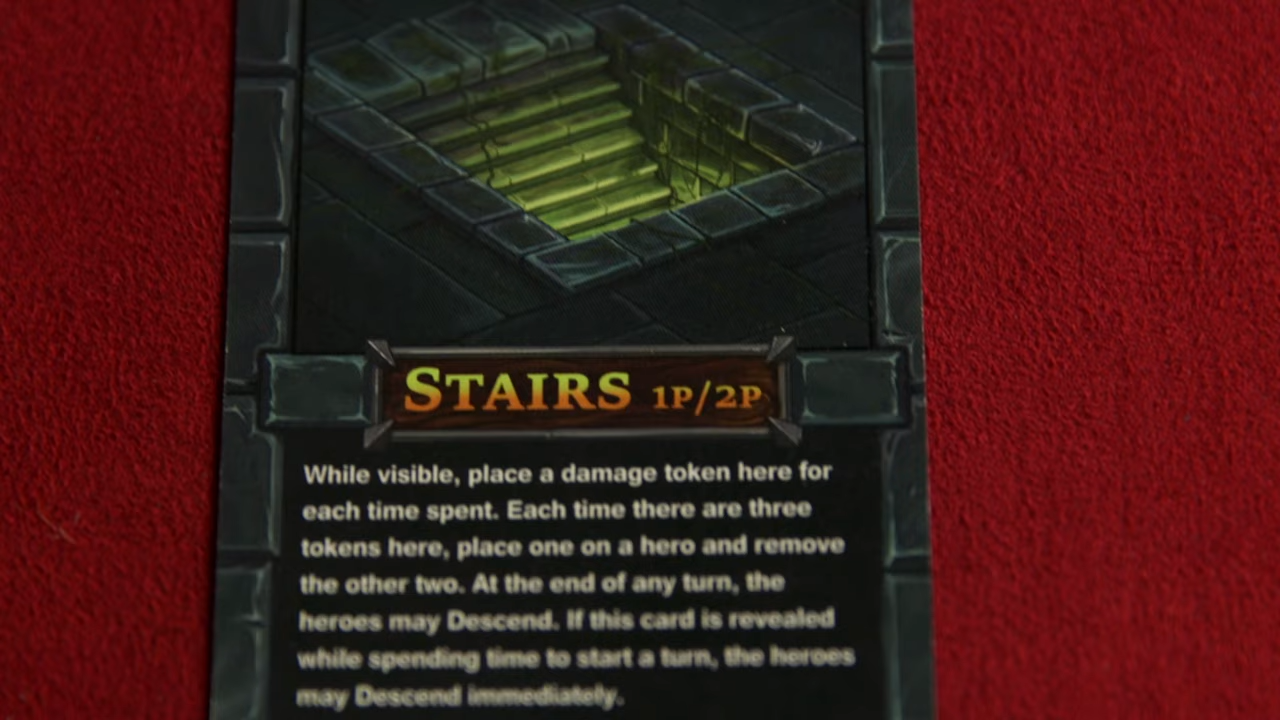 STAIRS 1P/2P
While visible, place a damage token here for
each time spent. Each time there are three
tokens here, place one on a hero and remove
the other two. At the end of any turn, the
heroes may Descend. If this card is revealed
while spending time to start a turn, the heroes
may Descend immediately.